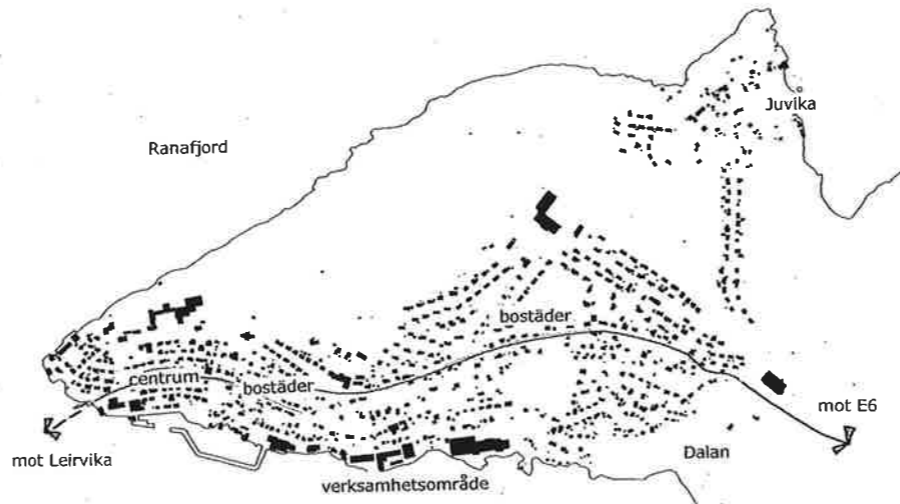 Juvika
Ranafjord
bostäder
centrum
bostäder
mot E6
mot Leirvika
Dalan
verksamhetsområde